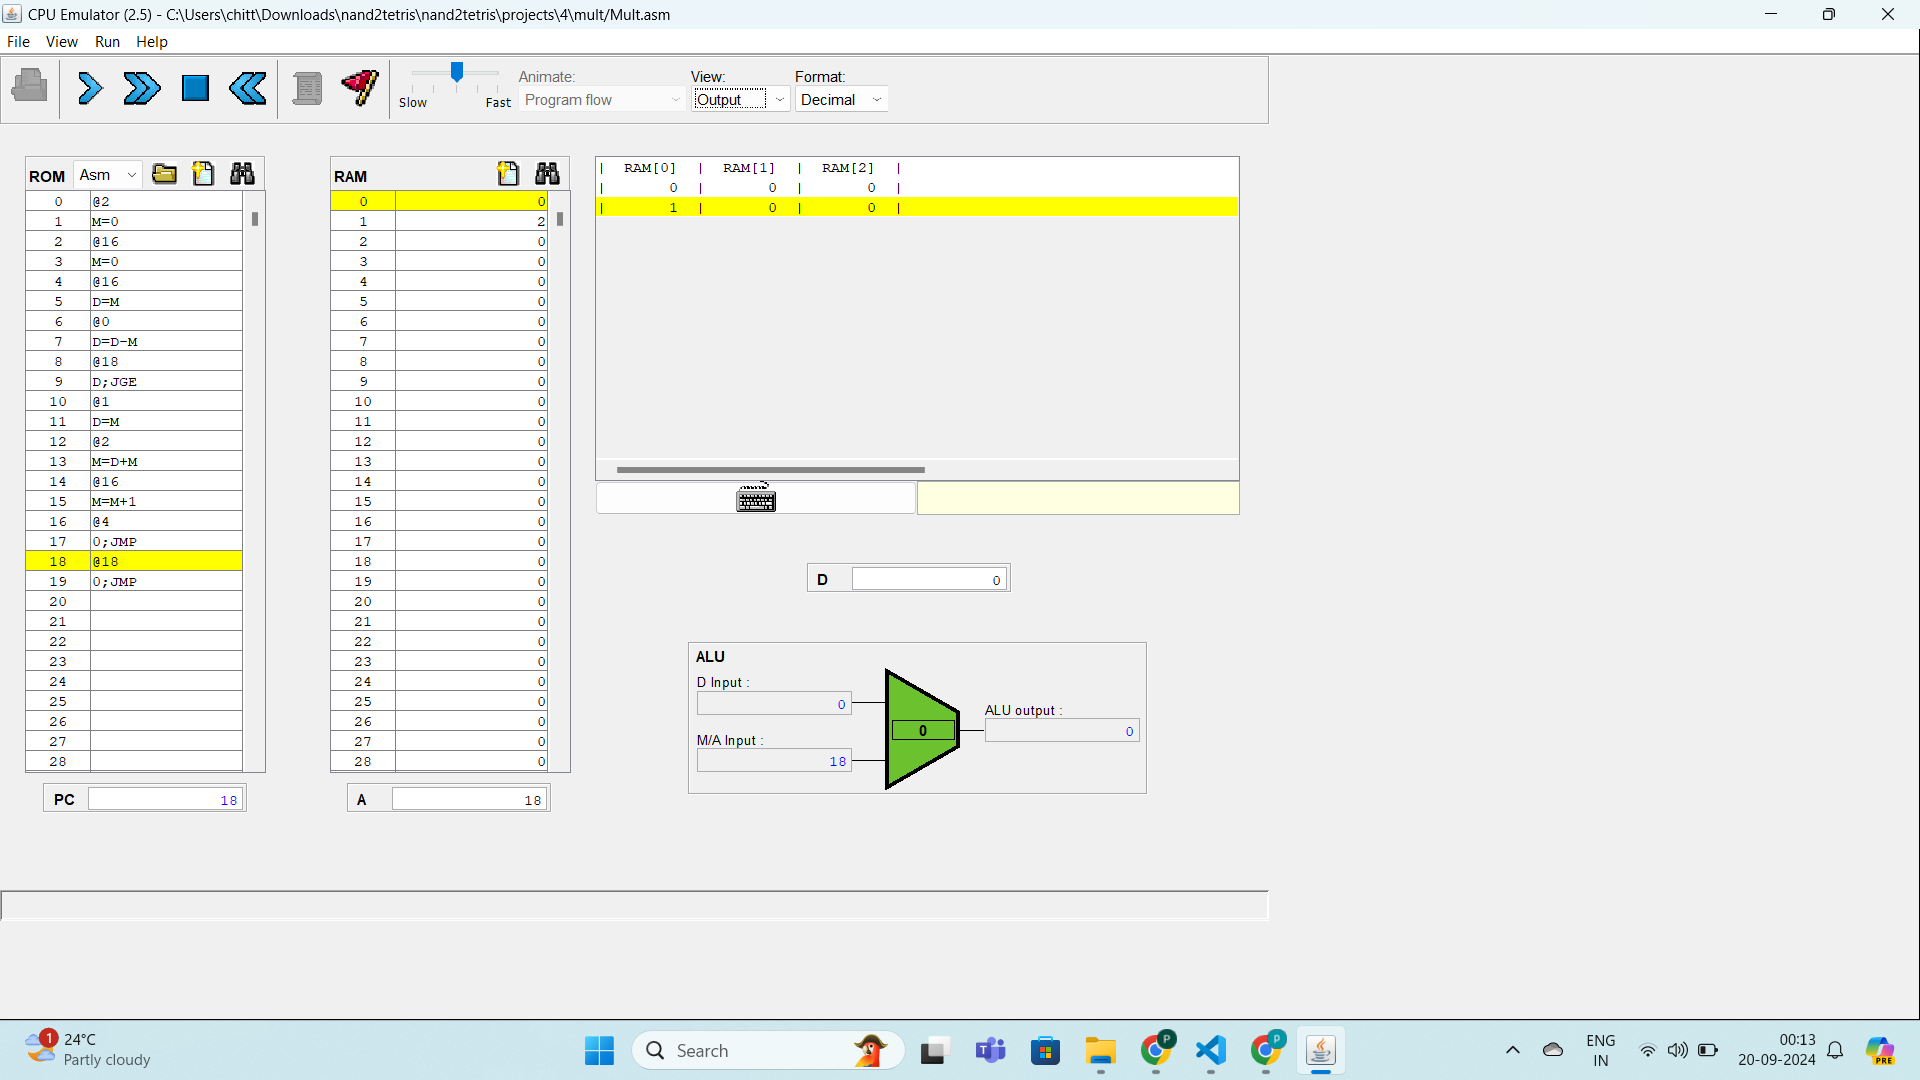 CPU Emulator (2.5) - C:\Users\chitt\Downloads\nand2tetris\nand2tetris\projects\4\mult/Mult.asm
File View Run Help
Slow Fast
Animate:
Program flow
View:
Output
Format:
Decimal
ROM Asm
0 @2
1 M=0
2 @16
3 M=0
4 @16
5 D=M
6 @0
7 D=D-M
8 @18
9 D;JGE
10 @1
11 D=M
12 @2
13 M=D+M
14 @16
15 M=M+1
16 @4
17 0;JMP
18 @18
19 0;JMP
20
21
22
23
24
25
26
27
28
PC 18
RAM
0 0
1 2
2 0
3 0
4 0
5 0
6 0
7 0
8 0
9 0
10 0
11 0
12 0
13 0
14 0
15 0
16 0
17 0
18 0
19 0
20 0
21 0
22 0
23 0
24 0
25 0
26 0
27 0
28 0
A 18
| RAM[0] | RAM[1] | RAM[2] |
| 0 | 0 | 0 |
| 1 | 0 | 0 |
D 0
ALU
D Input :
0
M/A Input :
18
0
ALU output :
0
1
24°C
Partly cloudy
Search
P
P
ENG
IN
00:13
20-09-2024
PRE